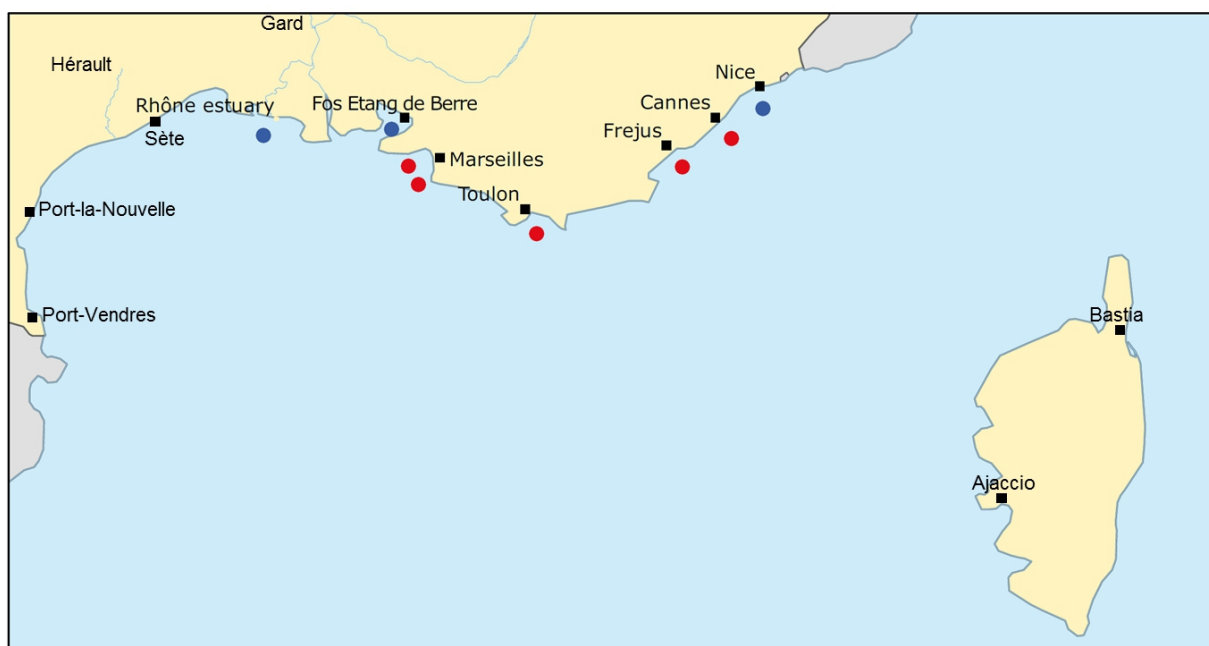 Gard
Hérault
Nice
Rhône estuary
Fos Etang de Berre
Cannes
Sète
Frejus
Marseilles
Toulon
Port-la-Nouvelle
Port-Vendres
Bastia
Ajaccio